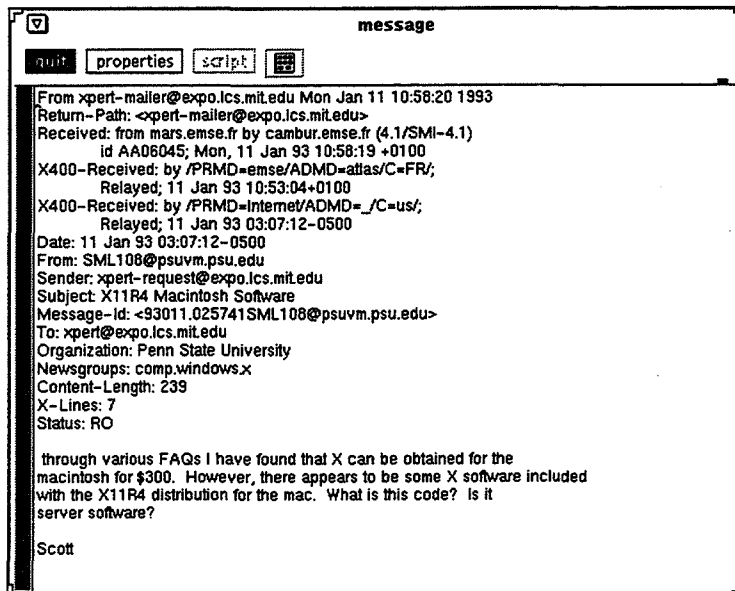 message
quit properties script
From xpert-mailer@expo.lcs.mit.edu Mon Jan 11 10:58:20 1993
Return-Path: <xpert-mailer@expo.lcs.mit.edu>
Received: from mars.emse.fr by cambur.emse.fr (4.1/SMI-4.1)
id AA06045; Mon, 11 Jan 93 10:58:19 +0100
X400-Received: by /PRMD=emse/ADMD=atlas/C=FR/;
Relayed; 11 Jan 93 10:53:04+0100
X400-Received: by /PRMD=Internet/ADMD=_/C=us/;
Relayed; 11 Jan 93 03:07:12-0500
Date: 11 Jan 93 03:07:12-0500
From: SML108@psuvm.psu.edu
Sender: xpert-request@expo.lcs.mit.edu
Subject: X11R4 Macintosh Software
Message-Id: <93011.025741SML108@psuvm.psu.edu>
To: xpert@expo.lcs.mit.edu
Organization: Penn State University
Newsgroups: comp.windows.x
Content-Length: 239
X-Lines: 7
Status: RO
through various FAQs I have found that X can be obtained for the
macintosh for $300. However, there appears to be some X software included
with the X11R4 distribution for the mac. What is this code? Is it
server software?
Scott